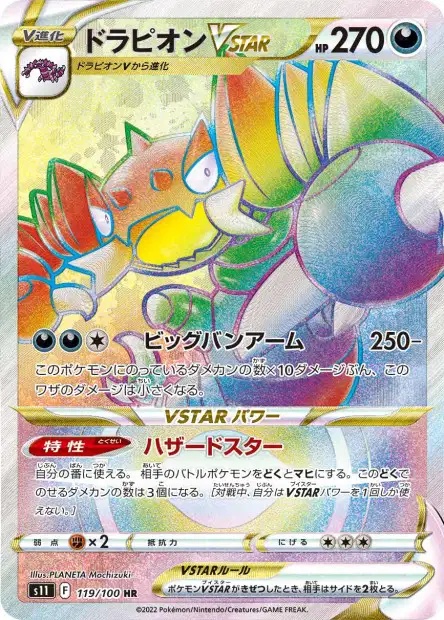 V進化
ドラピオンVSTAR
HP 270
ドラピオンVから進化
ビッグバンアーム 250-
このポケモンにのっているダメカンの数×10ダメージぶん、この
ワザのダメージは小さくなる。
VSTARパワー
特性 ハザードスター
自分の番に使える。相手のバトルポケモンをどくとマヒにする。このどくで
のせるダメカンの数は3個になる。[対戦中、自分はVSTARパワーを1回しか使
えない。]
弱点 ×2 抵抗力 にげる
Illus.PLANETA Mochizuki
s11 F 119/100 HR
VSTARルール
ポケモンVSTARがきぜつしたとき、相手はサイドを2枚とる。
©2022 Pokémon/Nintendo/Creatures/GAME FREAK.